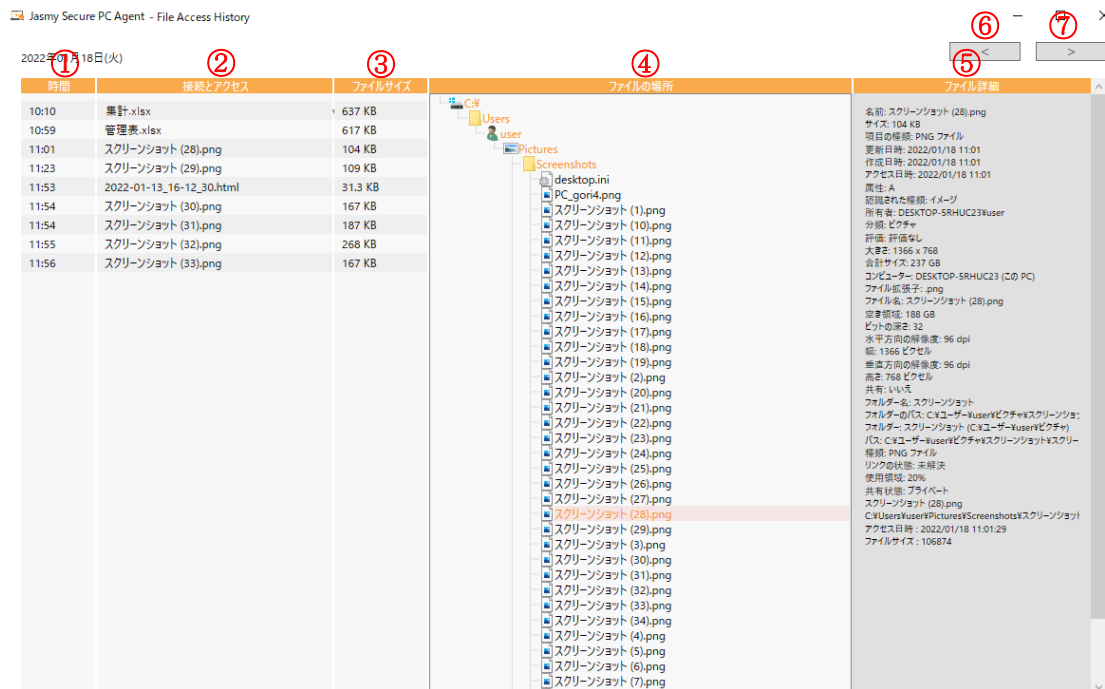 Jasmy Secure PC Agent - File Access History
⑥ ⑦
< >
2022年01月18日(火)
① ② ③ ④ ⑤
時間 接続とアクセス ファイルサイズ ファイルの場所 ファイル詳細
10:10 集計.xlsx 637 KB
10:59 管理表.xlsx 617 KB
11:01 スクリーンショット (28).png 104 KB
11:23 スクリーンショット (29).png 109 KB
11:53 2022-01-13_16-12_30.html 31.3 KB
11:54 スクリーンショット (30).png 167 KB
11:54 スクリーンショット (31).png 187 KB
11:55 スクリーンショット (32).png 268 KB
11:56 スクリーンショット (33).png 167 KB
C:¥
Users
user
Pictures
Screenshots
desktop.ini
PC_gori4.png
スクリーンショット (1).png
スクリーンショット (10).png
スクリーンショット (11).png
スクリーンショット (12).png
スクリーンショット (13).png
スクリーンショット (14).png
スクリーンショット (15).png
スクリーンショット (16).png
スクリーンショット (17).png
スクリーンショット (18).png
スクリーンショット (19).png
スクリーンショット (2).png
スクリーンショット (20).png
スクリーンショット (21).png
スクリーンショット (22).png
スクリーンショット (23).png
スクリーンショット (24).png
スクリーンショット (25).png
スクリーンショット (26).png
スクリーンショット (27).png
スクリーンショット (28).png
スクリーンショット (29).png
スクリーンショット (3).png
スクリーンショット (30).png
スクリーンショット (31).png
スクリーンショット (32).png
スクリーンショット (33).png
スクリーンショット (34).png
スクリーンショット (4).png
スクリーンショット (5).png
スクリーンショット (6).png
スクリーンショット (7).png
名前: スクリーンショット (28).png
サイズ: 104 KB
項目の種類: PNG ファイル
更新日時: 2022/01/18 11:01
作成日時: 2022/01/18 11:01
アクセス日時: 2022/01/18 11:01
属性: A
認識された種類: イメージ
所有者: DESKTOP-5RHUC23¥user
分類: ピクチャ
評価: 評価なし
大きさ: 1366 x 768
合計サイズ: 237 GB
コンピューター: DESKTOP-5RHUC23 (この PC)
ファイル拡張子: .png
ファイル名: スクリーンショット (28).png
空き領域: 188 GB
ビットの深さ: 32
水平方向の解像度: 96 dpi
幅: 1366 ピクセル
垂直方向の解像度: 96 dpi
高さ: 768 ピクセル
共有: いいえ
フォルダー名: スクリーンショット
フォルダーのパス: C:¥ユーザー¥user¥ピクチャ¥スクリーンショ
フォルダー: スクリーンショット (C:¥ユーザー¥user¥ピクチャ)
パス: C:¥ユーザー¥user¥ピクチャ¥スクリーンショット¥スクリー
種類: PNG ファイル
リンクの状態: 未解決
使用領域: 20%
共有状態: プライベート
スクリーンショット (28).png
C:¥Users¥user¥Pictures¥Screenshots¥スクリーンショット
アクセス日時 : 2022/01/18 11:01:29
ファイルサイズ : 106874